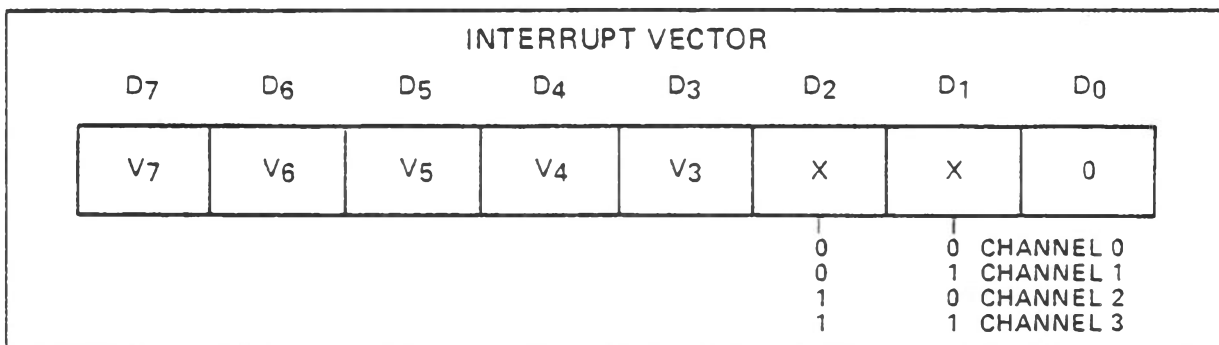 INTERRUPT VECTOR
D7 D6 D5 D4 D3 D2 D1 D0
V7 V6 V5 V4 V3 X X 0
0 0 CHANNEL 0
0 1 CHANNEL 1
1 0 CHANNEL 2
1 1 CHANNEL 3